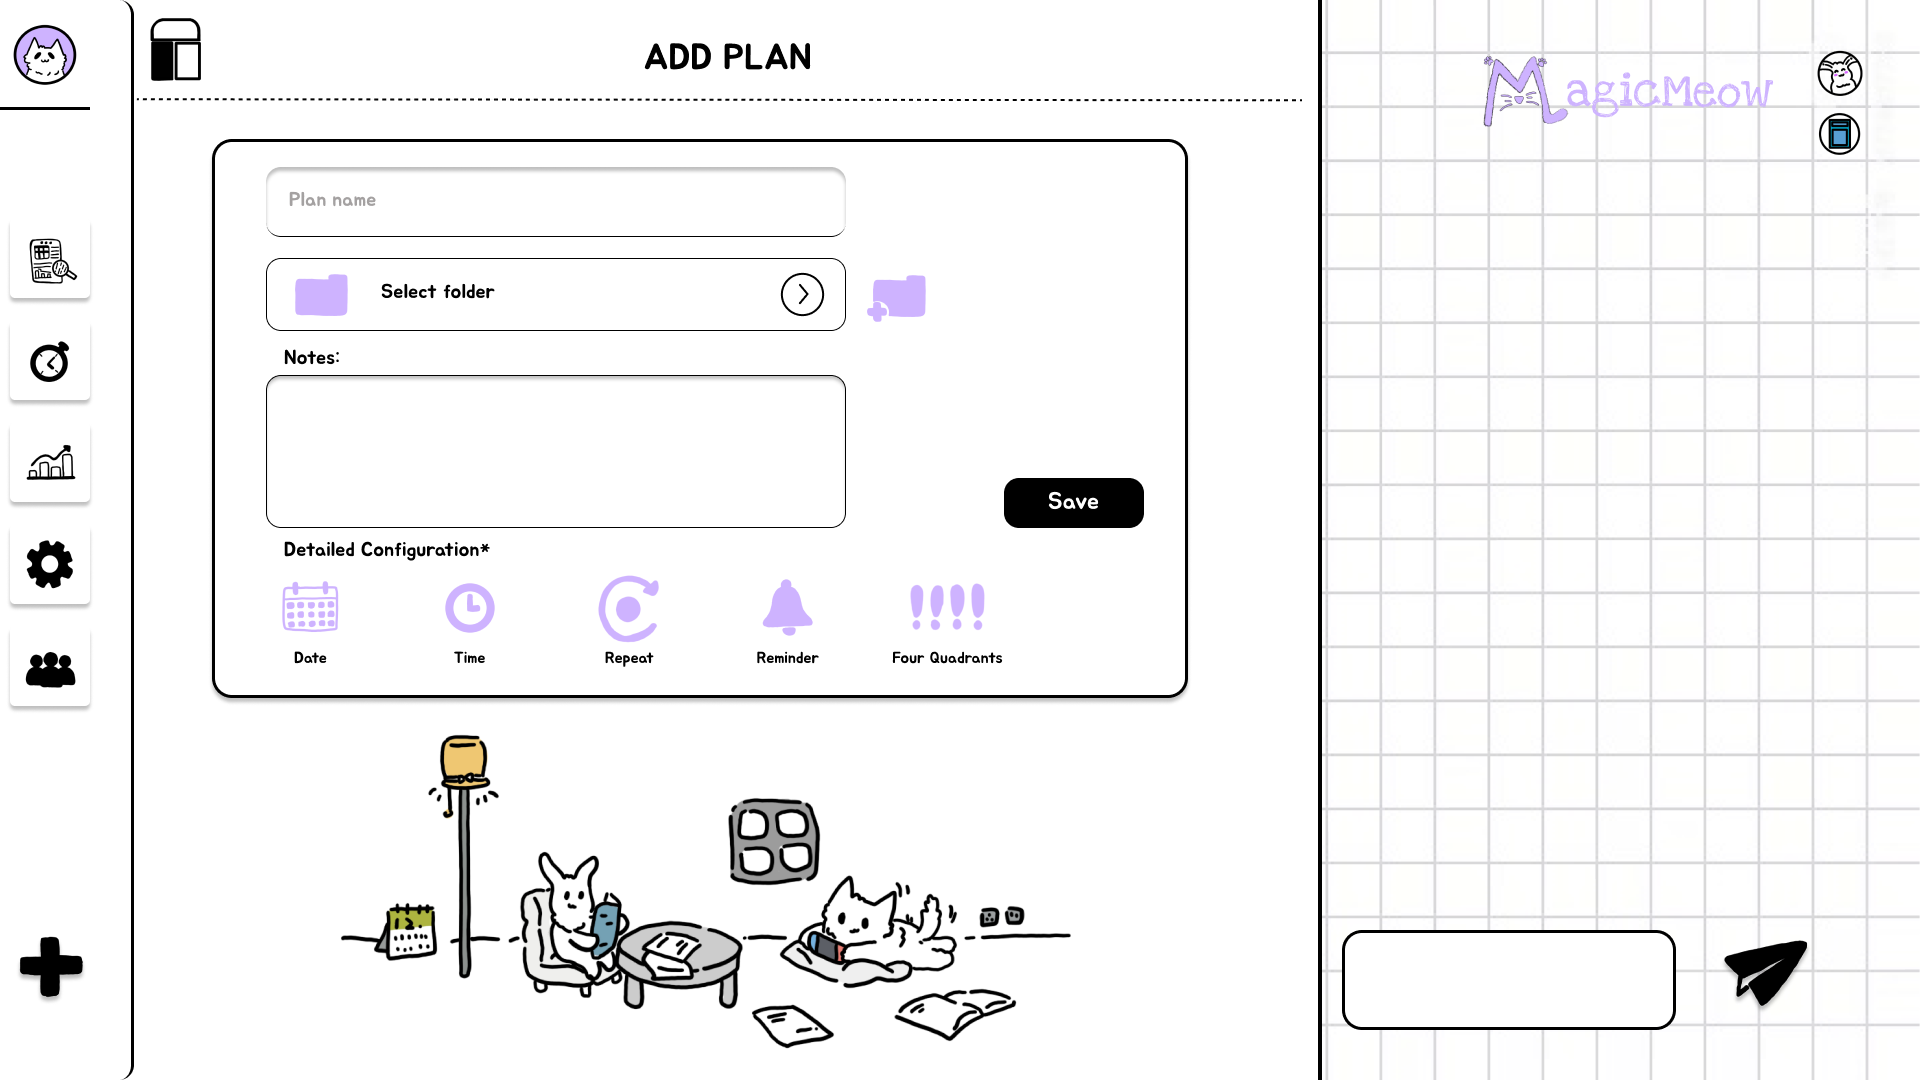 ADD PLAN
MagicMeow
Plan name
Select folder
Notes:
Save
Detailed Configuration*
Date
Time
Repeat
Reminder
Four Quadrants